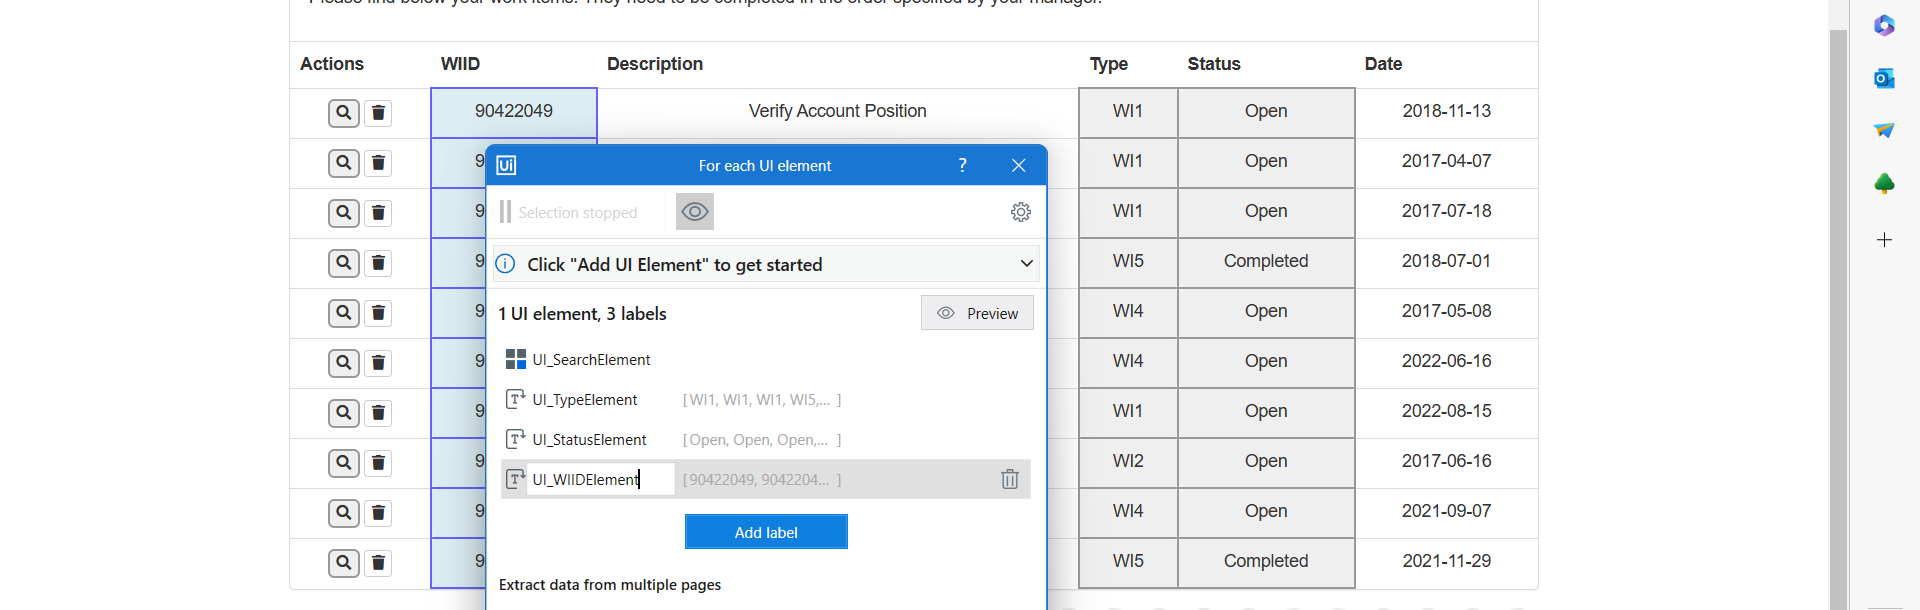 Please find below your work items. They need to be completed in the order specified by your manager.
Actions WIID Description Type Status Date
90422049 Verify Account Position WI1 Open 2018-11-13
Ui For each UI element ?
9 WI1 Open 2017-04-07
Selection stopped
9 WI1 Open 2017-07-18
Click "Add UI Element" to get started
9 WI5 Completed 2018-07-01
1 UI element, 3 labels Preview
9 WI4 Open 2017-05-08
UI_SearchElement
9 WI4 Open 2022-06-16
UI_TypeElement [ WI1, WI1, WI1, WI5,... ]
9 WI1 Open 2022-08-15
UI_StatusElement [ Open, Open, Open,... ]
9 WI2 Open 2017-06-16
UI_WIIDElement [ 90422049, 9042204... ]
9 WI4 Open 2021-09-07
Add label
9 WI5 Completed 2021-11-29
Extract data from multiple pages